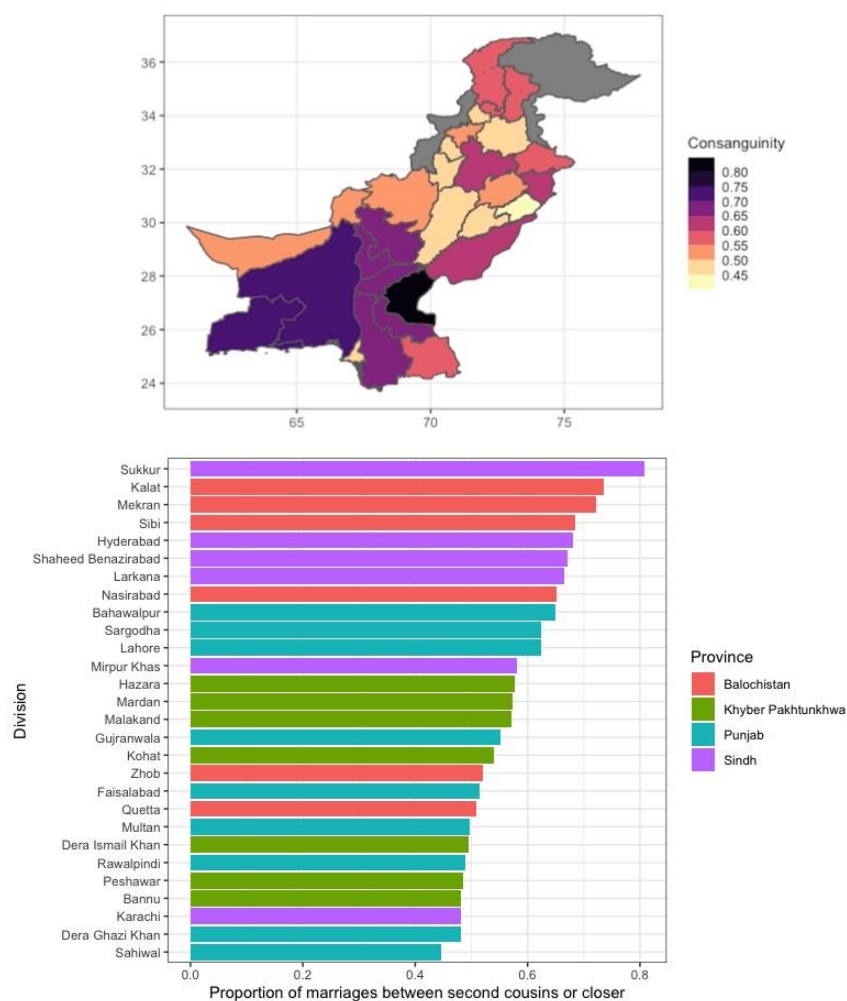 36
34
32
30
28
26
24
65 70 75
Consanguinity
0.80
0.75
0.70
0.65
0.60
0.55
0.50
0.45
Division
Sukkur
Kalat
Mekran
Sibi
Hyderabad
Shaheed Benazirabad
Larkana
Nasirabad
Bahawalpur
Sargodha
Lahore
Mirpur Khas
Hazara
Mardan
Malakand
Gujranwala
Kohat
Zhob
Faisalabad
Quetta
Multan
Dera Ismail Khan
Rawalpindi
Peshawar
Bannu
Karachi
Dera Ghazi Khan
Sahiwal
0.0 0.2 0.4 0.6 0.8
Proportion of marriages between second cousins or closer
Province
Balochistan
Khyber Pakhtunkhwa
Punjab
Sindh